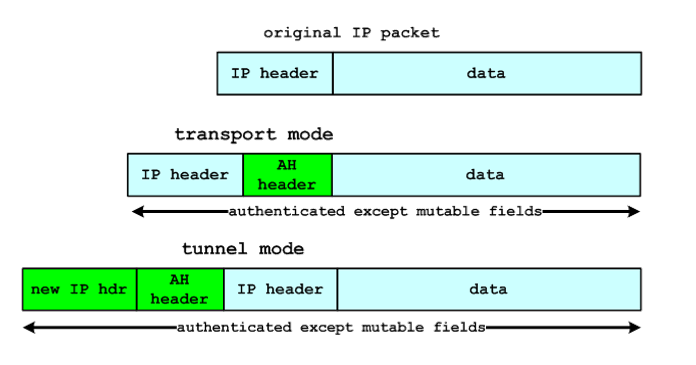 original IP packet
IP header data
transport mode
IP header AH header data
authenticated except mutable fields
tunnel mode
new IP hdr AH header IP header data
authenticated except mutable fields